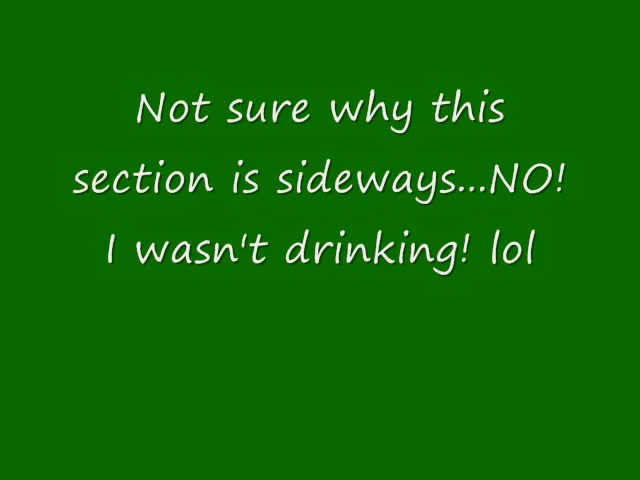 Not sure why this
section is sideways...NO!
I wasn't drinking! lol